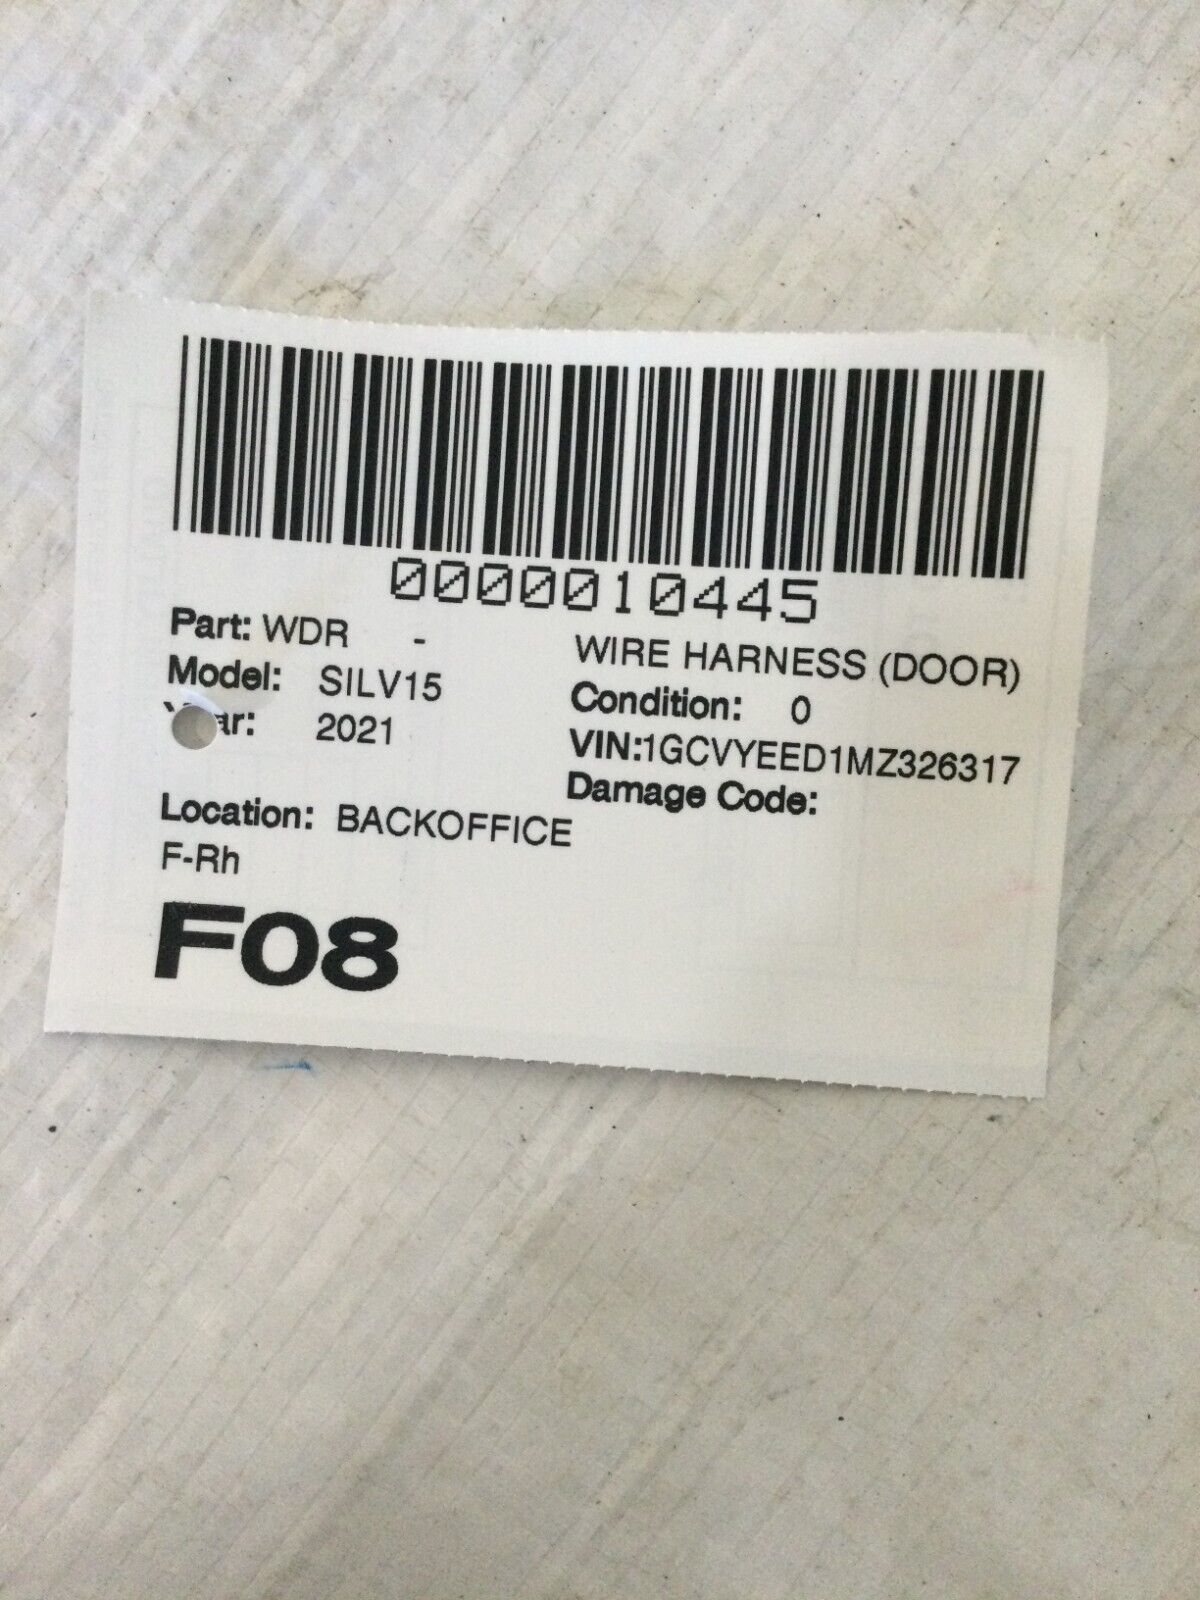 0000010445
Part: WDR - WIRE HARNESS (DOOR)
Model: SILV15 Condition: 0
Year: 2021 VIN:1GCVYEED1MZ326317
Damage Code:
Location: BACKOFFICE
F-Rh
F08